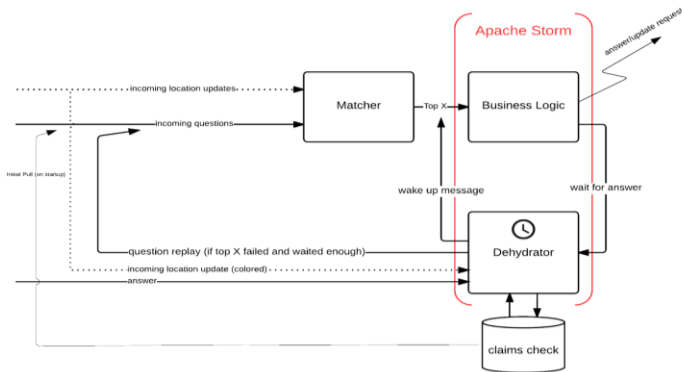 Apache Storm
answer/update request
incoming location updates
Matcher
Top X
Business Logic
incoming questions
Initial Pull (on startup)
wake up message
wait for answer
question replay (if top X failed and waited enough)
Dehydrator
incoming location update (colored)
answer
claims check